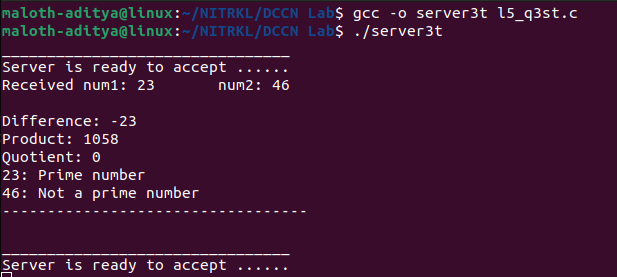 maloth-aditya@linux:~/NITRKL/DCCN Lab$ gcc -o server3t l5_q3st.c
maloth-aditya@linux:~/NITRKL/DCCN Lab$ ./server3t
________________________________
Server is ready to accept ......
Received num1: 23       num2: 46
Difference: -23
Product: 1058
Quotient: 0
23: Prime number
46: Not a prime number
----------------------------------
________________________________
Server is ready to accept ......